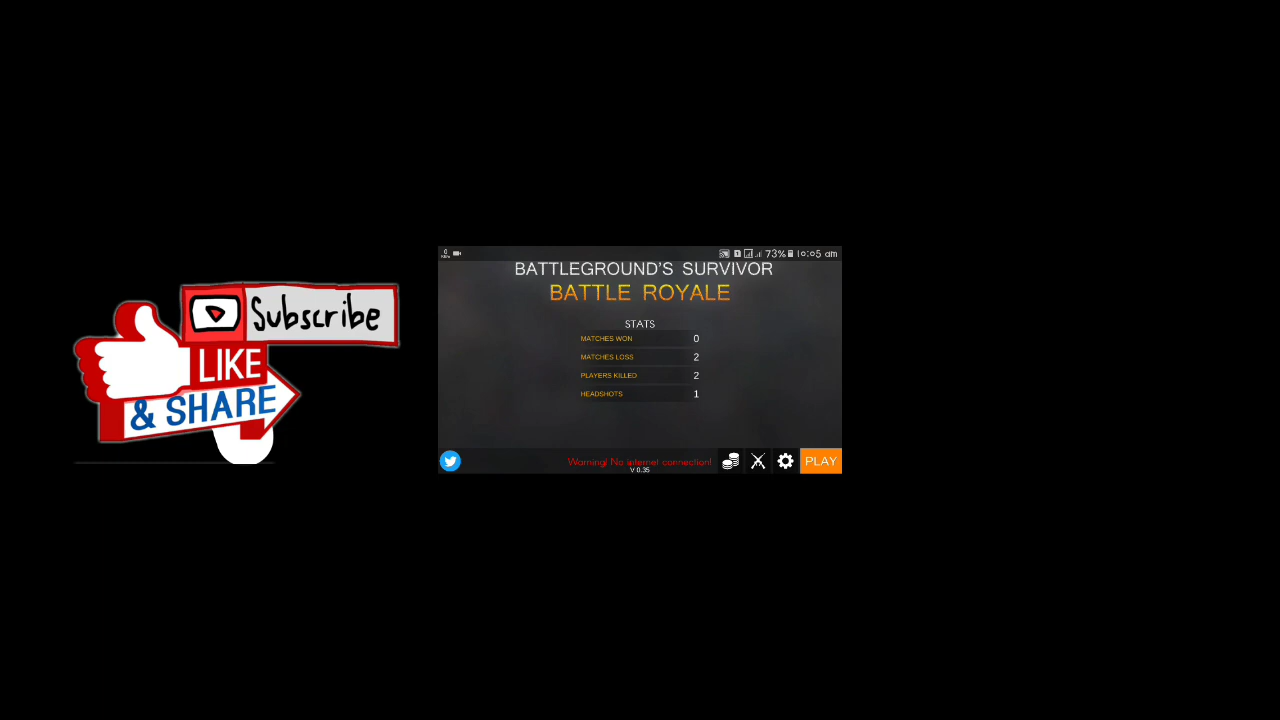 Subscribe
LIKE
& SHARE
73% 10:05 am
BATTLEGROUND'S SURVIVOR
BATTLE ROYALE
STATS
MATCHES WON 0
MATCHES LOSS 2
PLAYERS KILLED 2
HEADSHOTS 1
Warning! No internet connection!
V 0.35
PLAY